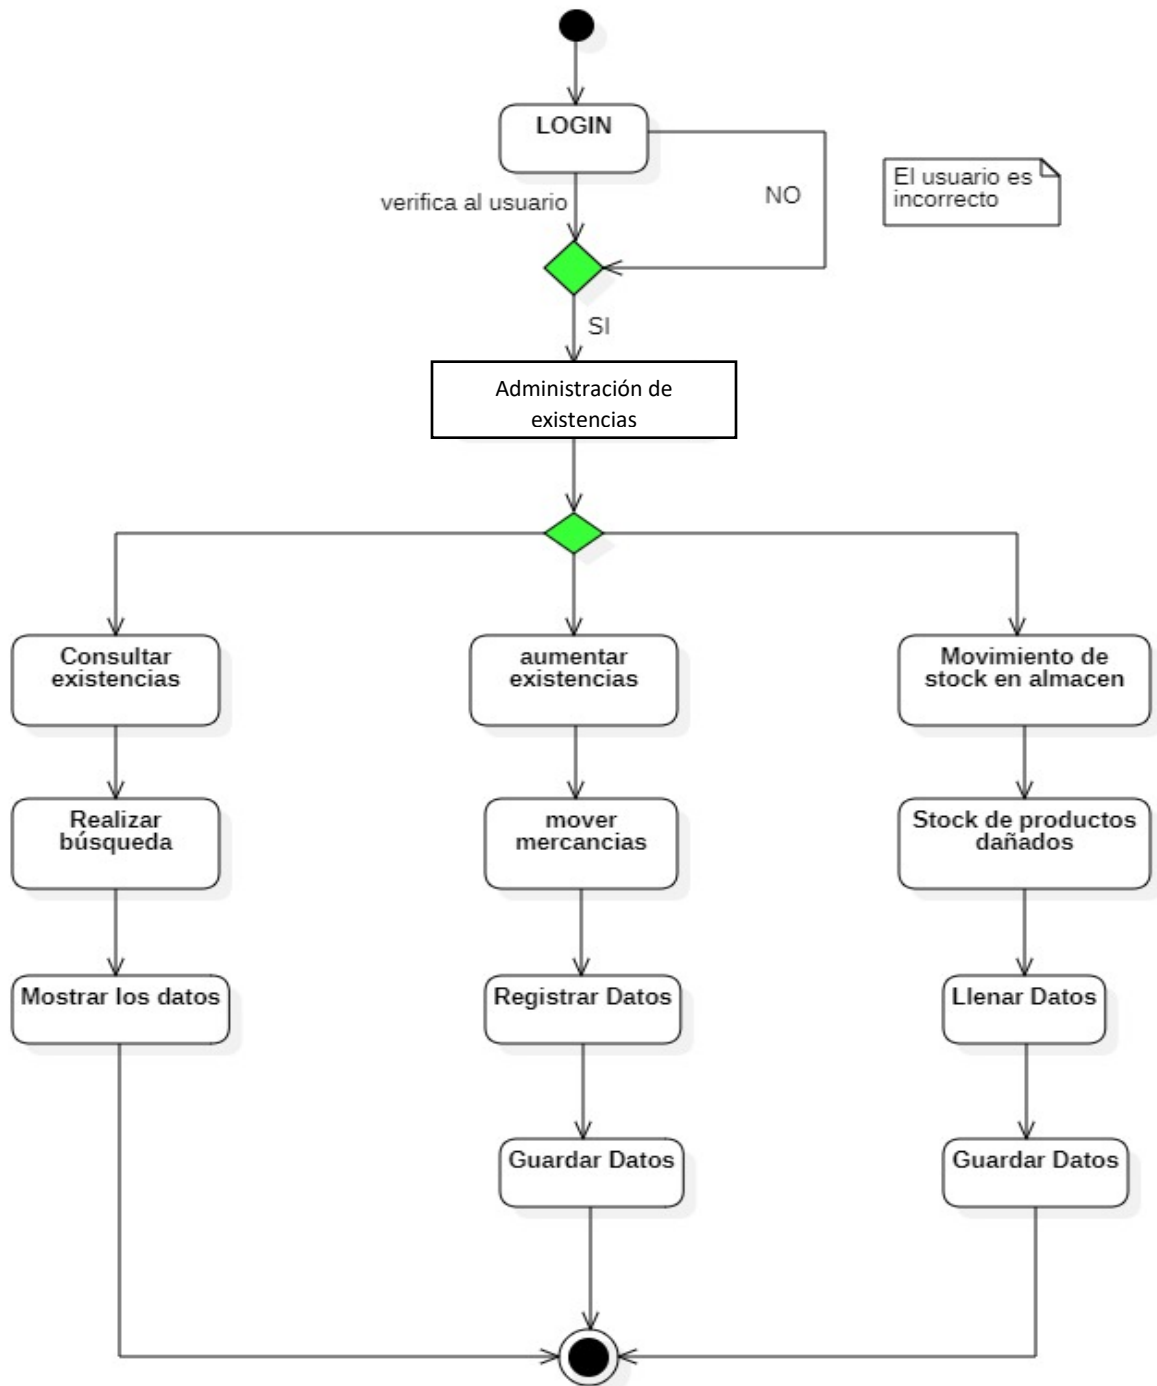 LOGIN
El usuario es
incorrecto
verifica al usuario
NO
SI
Administración de
existencias
Consultar
existencias
aumentar
existencias
Movimiento de
stock en almacen
Realizar
búsqueda
mover
mercancias
Stock de productos
dañados
Mostrar los datos
Registrar Datos
Llenar Datos
Guardar Datos
Guardar Datos